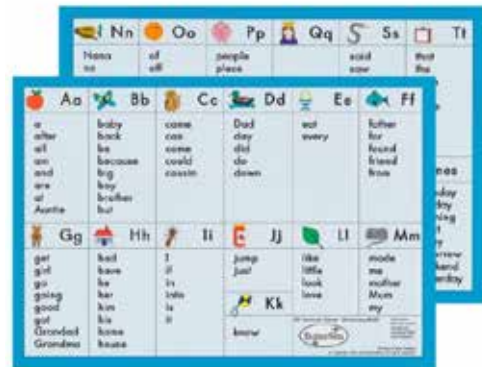 Nn Oo Pp Qq Ss Tt
Nana of people said that
no off place saw the
Aa Bb Cc Dd Ee Ff
a baby came Dad eat father
after back can day every for
all be come did found
am because could do friend
and big cousin down from
are boy
at brother
Auntie but
Gg Hh Ii Jj Ll Mm
get had I jump like made
girl have if just little me
go he in look mother
going her into love Mum
good him is Kk my
got his it
Grandad home know
Grandma house